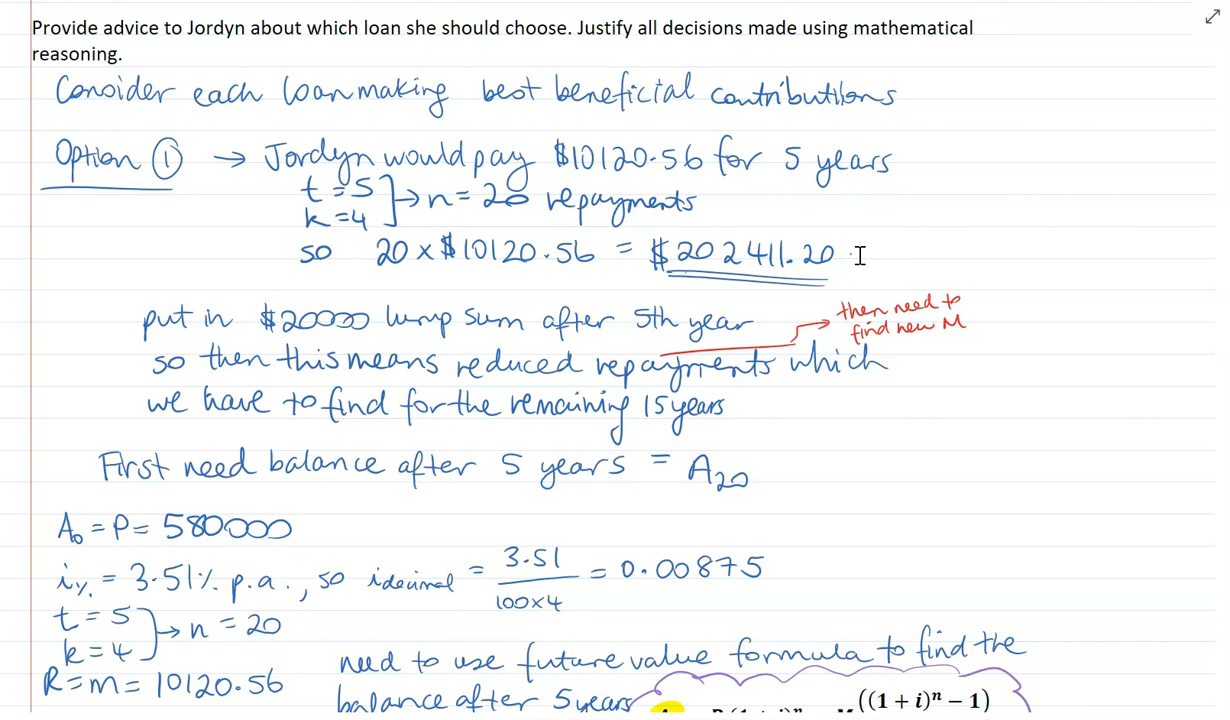 Provide advice to Jordyn about which loan she should choose. Justify all decisions made using mathematical
reasoning.
Consider each loan making best beneficial contributions
Option ① → Jordyn would pay $10120.56 for 5 years
t = 5
k = 4 → n = 20 repayments
so 20 × $10120.56 = $202411.20
put in $20000 lump sum after 5th year
then need to
find new M
so then this means reduced repayments which
we have to find for the remaining 15 years
First need balance after 5 years = A₂₀
A₀ = P = 580000
i% = 3.51% p.a., so i decimal = 3.51 / (100×4) = 0.00875
t = 5
k = 4 → n = 20
R = m = 10120.56
need to use future value formula to find the
balance after 5 years
((1 + i)ⁿ − 1)